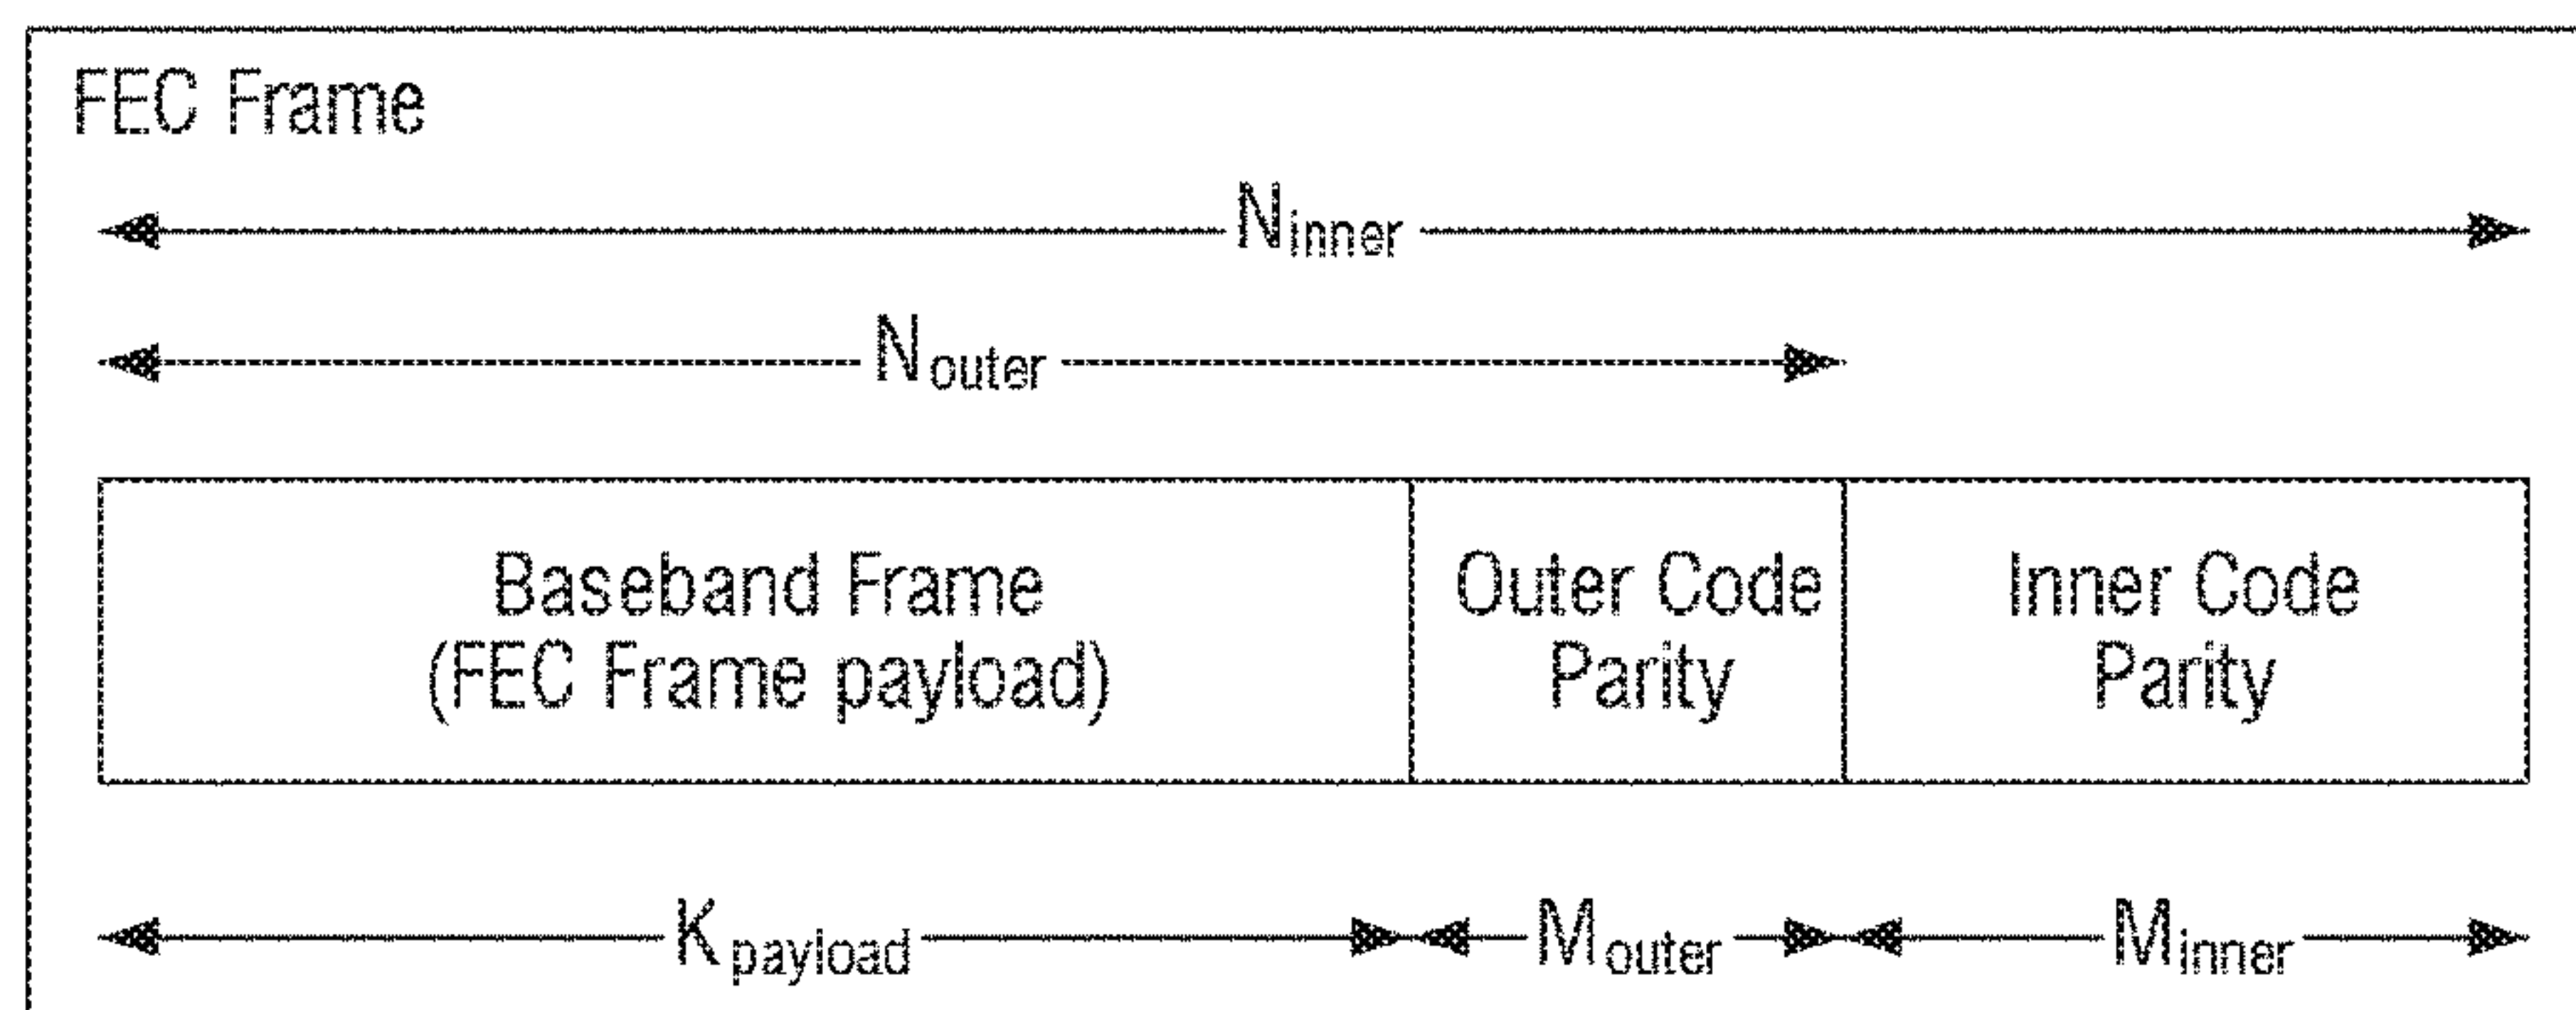 FEC Frame
Ninner
Nouter
Baseband Frame
(FEC Frame payload)
Outer Code
Parity
Inner Code
Parity
Kpayload
Mouter
Minner